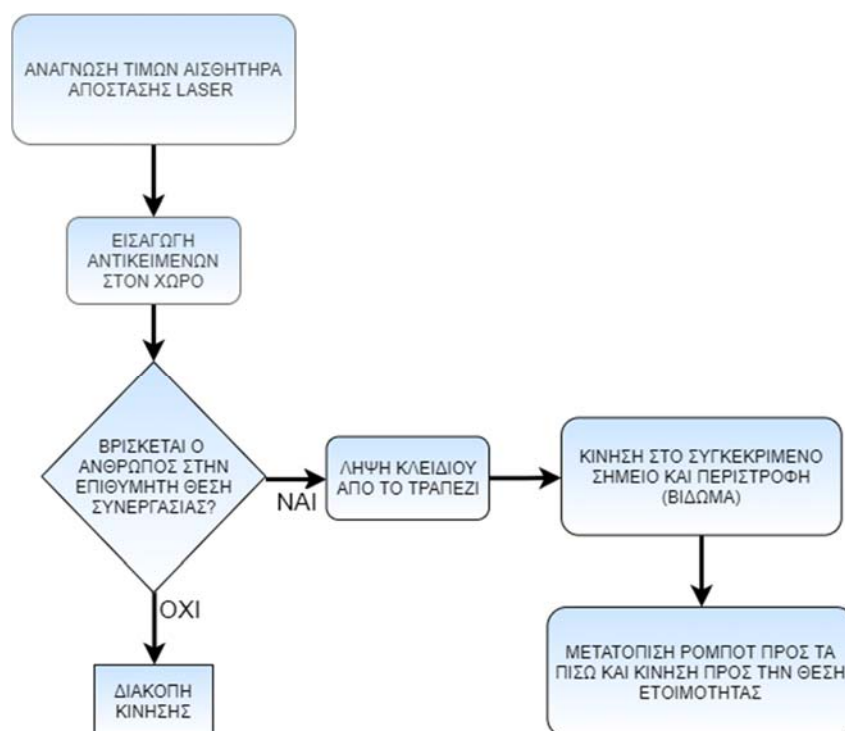 ΑΝΑΓΝΩΣΗ ΤΙΜΩΝ ΑΙΣΘΗΤΗΡΑ
ΑΠΟΣΤΑΣΗΣ LASER
ΕΙΣΑΓΩΓΗ
ΑΝΤΙΚΕΙΜΕΝΩΝ
ΣΤΟΝ ΧΩΡΟ
ΒΡΙΣΚΕΤΑΙ Ο
ΑΝΘΡΩΠΟΣ ΣΤΗΝ
ΕΠΙΘΥΜΗΤΗ ΘΕΣΗ
ΣΥΝΕΡΓΑΣΙΑΣ?
ΝΑΙ
ΛΗΨΗ ΚΛΕΙΔΙΟΥ
ΑΠΟ ΤΟ ΤΡΑΠΕΖΙ
ΚΙΝΗΣΗ ΣΤΟ ΣΥΓΚΕΚΡΙΜΕΝΟ
ΣΗΜΕΙΟ ΚΑΙ ΠΕΡΙΣΤΡΟΦΗ
(ΒΙΔΩΜΑ)
ΜΕΤΑΤΟΠΙΣΗ ΡΟΜΠΟΤ ΠΡΟΣ ΤΑ
ΠΙΣΩ ΚΑΙ ΚΙΝΗΣΗ ΠΡΟΣ ΤΗΝ ΘΕΣΗ
ΕΤΟΙΜΟΤΗΤΑΣ
ΟΧΙ
ΔΙΑΚΟΠΗ
ΚΙΝΗΣΗΣ